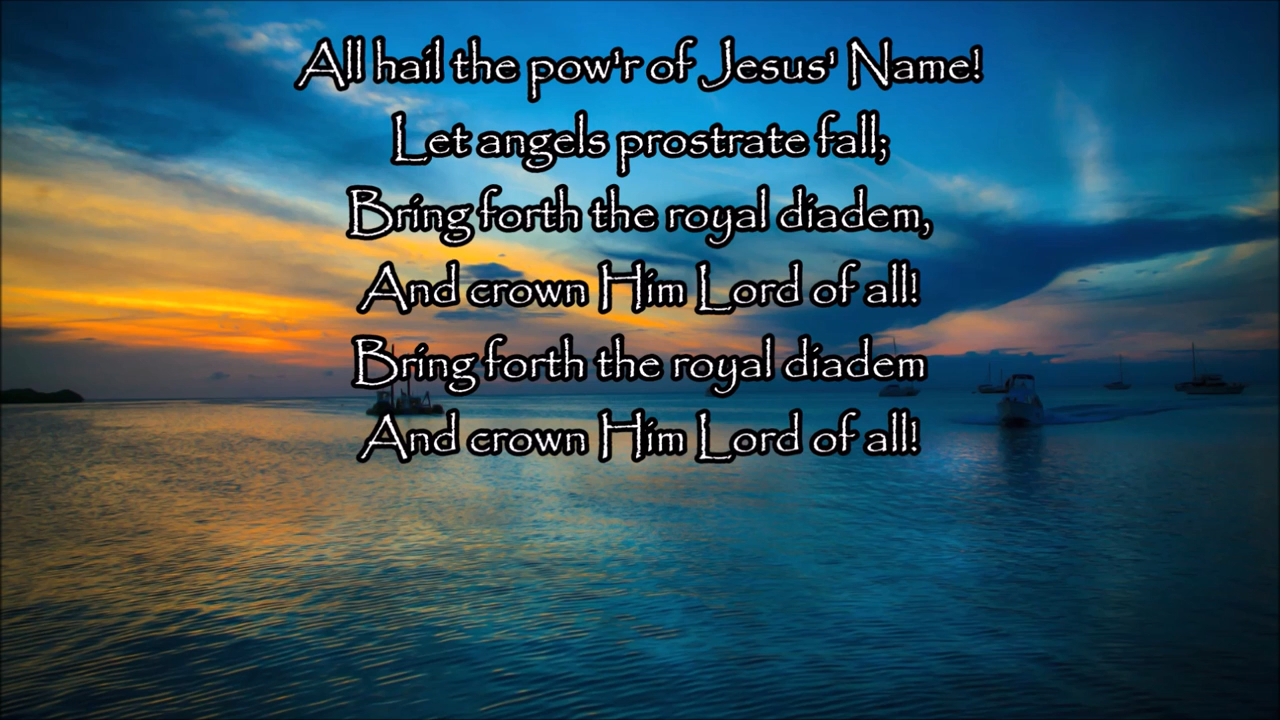 All hail the pow'r of Jesus' Name!
Let angels prostrate fall;
Bring forth the royal diadem,
And crown Him Lord of all!
Bring forth the royal diadem
And crown Him Lord of all!